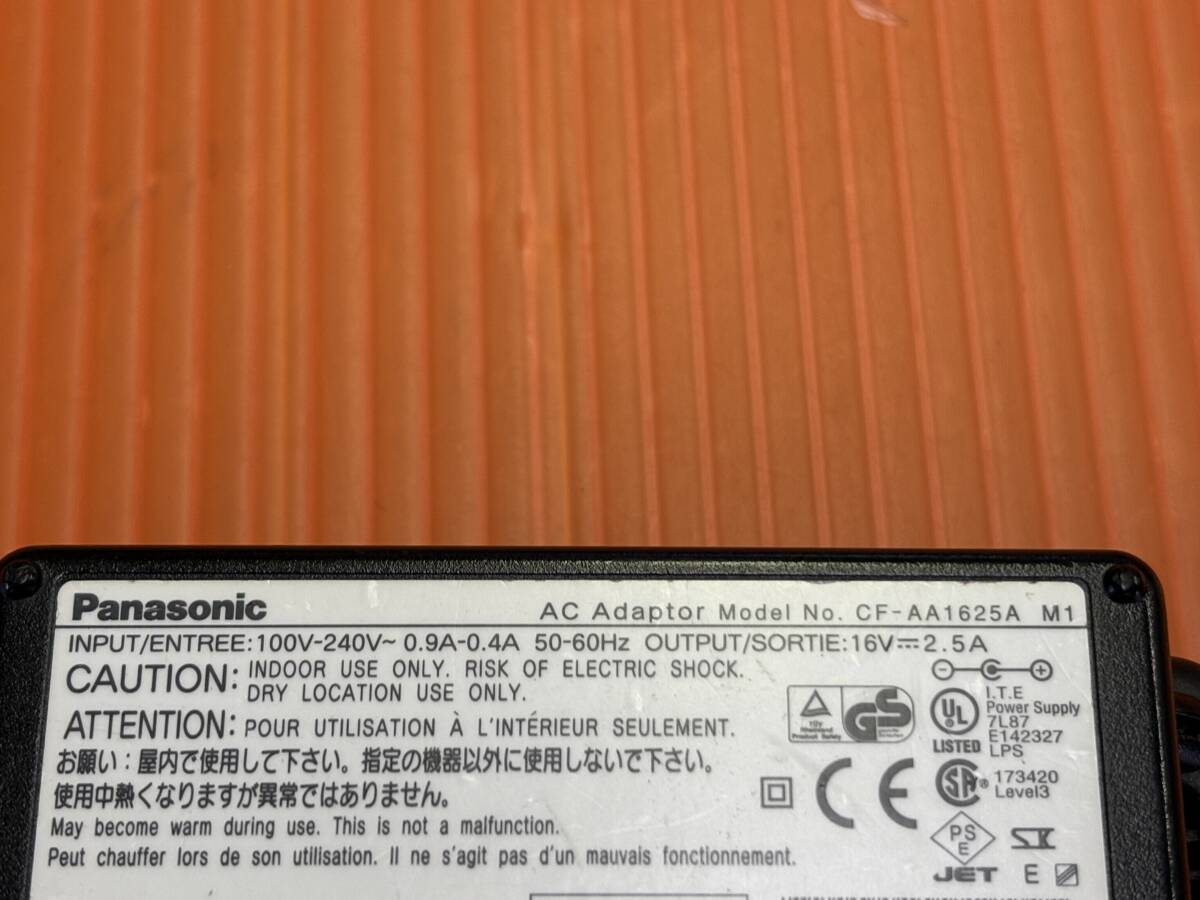 Panasonic AC Adaptor Model No. CF-AA1625A M1
INPUT/ENTREE:100V-240V~ 0.9A-0.4A 50-60Hz OUTPUT/SORTIE:16V⎓2.5A
CAUTION: INDOOR USE ONLY. RISK OF ELECTRIC SHOCK.
DRY LOCATION USE ONLY.
ATTENTION: POUR UTILISATION À L'INTÉRIEUR SEULEMENT.
お願い：屋内で使用して下さい。指定の機器以外に使用しないで下さい。
使用中熱くなりますが異常ではありません。
May become warm during use. This is not a malfunction.
Peut chauffer lors de son utilisation. Il ne s'agit pas d'un mauvais fonctionnement.
TÜV
Rheinland
Product Safety
GS
UL
LISTED
I.T.E
Power Supply
7L87
E142327
LPS
CE
SA® 173420
Level3
PS
E
JET E